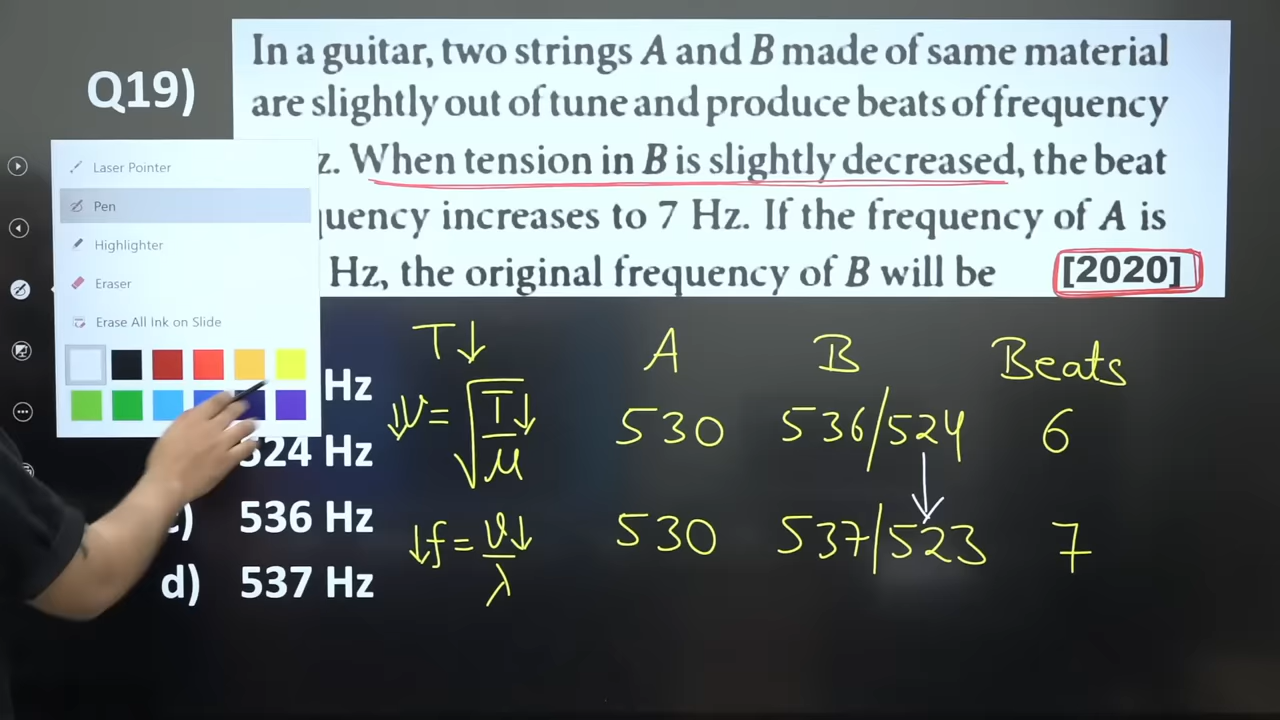 Q19)
In a guitar, two strings A and B made of same material
are slightly out of tune and produce beats of frequency
z. When tension in B is slightly decreased, the beat
quency increases to 7 Hz. If the frequency of A is
Hz, the original frequency of B will be [2020]
Laser Pointer
Pen
Highlighter
Eraser
Erase All Ink on Slide
Hz
524 Hz
c) 536 Hz
d) 537 Hz
T↓
↓v = √T↓/μ
↓f = v↓/λ
A B Beats
530 536/524 6
530 537/523 7